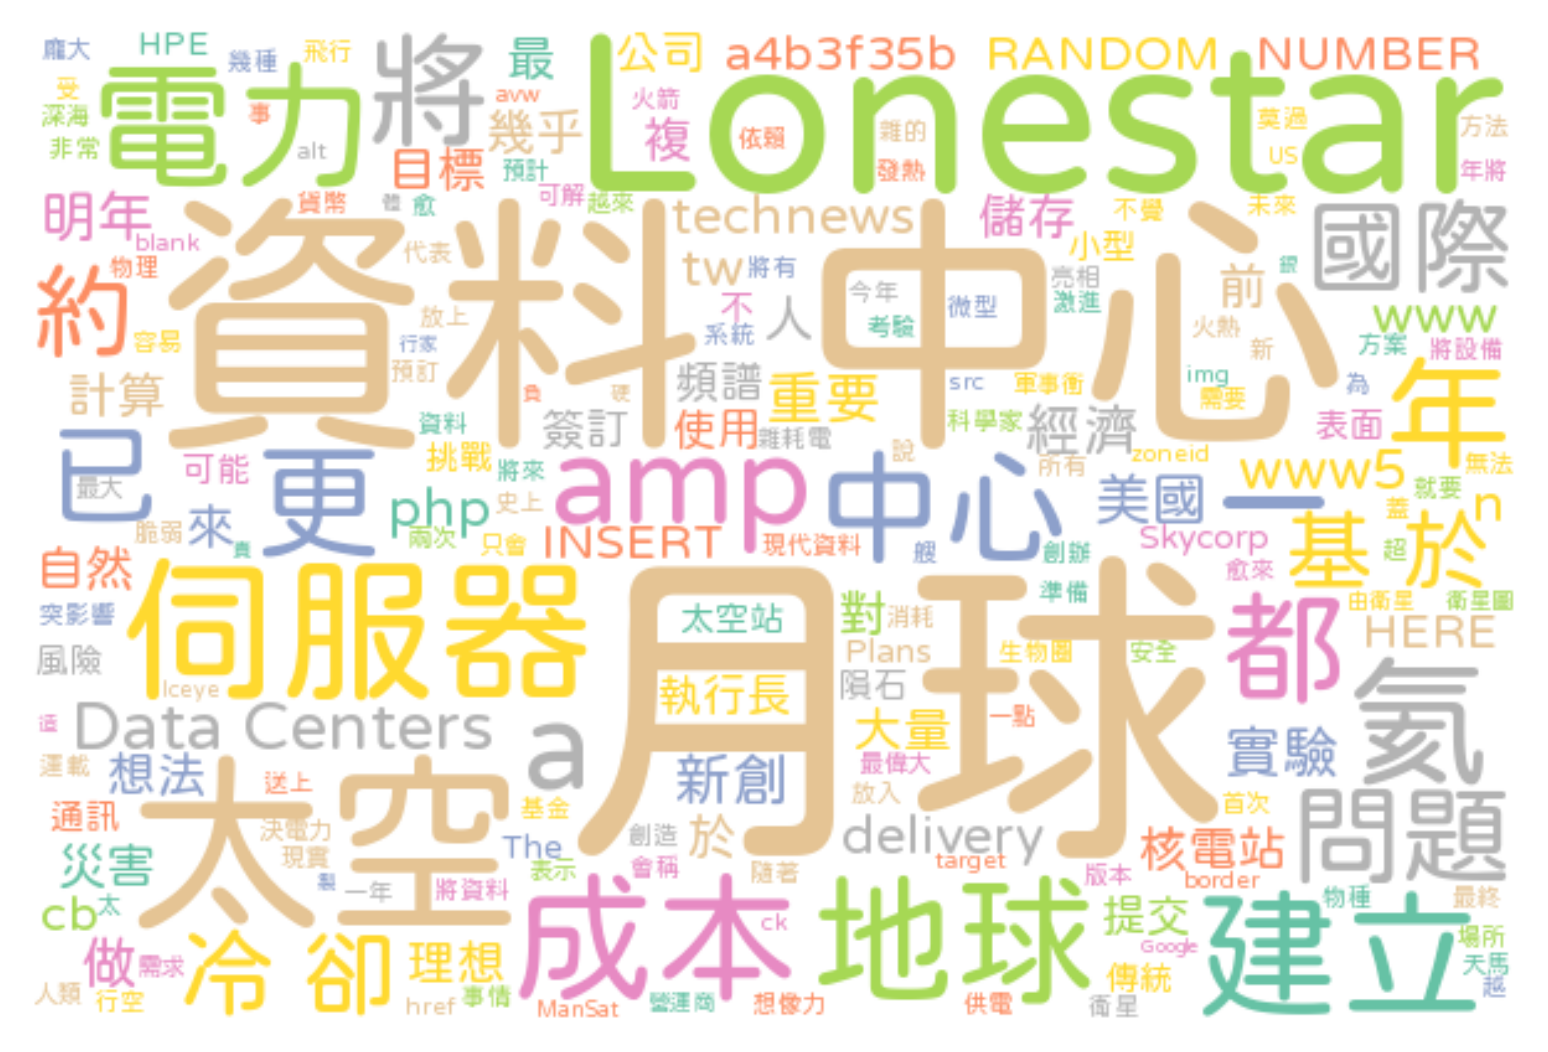 龐大 HPE 幾種 飛行 將 最 公司 a4b3f35b RANDOM NUMBER
受 電力 Lonestar
深海 事 avw 火箭 莫過 方法
非常 alt 目標 幾乎 預計 複 依賴 雜的 發熱 US 年將
明年 貨幣 體 愈 可解 越來 technews 儲存 不覺 未來 國際
blank 資料中心 代表 小型
約 物理 tw 將有 亮相 前 銀
放上 不 人 今年 微型 激進 www
容易 行家 系統 考驗 火熱 新 方案 將設備
計算 預訂 負 硬 頻譜 重要 src 軍事衝 img 需要 為 年
資料 簽訂 使用 雜耗電 科學家 經濟 表面
已 可能 更 挑戰 將來 amp 中心 說 所有 zoneid www5 無法
最大 來 php 史上 美國 一 就要 蓋 n
脆弱 真 兩次 只會 INSERT 現代資料 艘 創辦 Skycorp 基於 超
自然 伺服器 月球 愈來
突影響 太空站 對 消耗 準備 都 由衛星 衛星圖
風險 Iceye 執行長 Plans 生物圈 安全 HERE
隕石 氦
造 Data Centers a 大量 一點 實驗
運載 想法 送上 新創 最偉大
通訊 太空 基金 放入 首次 問題
決電力 The 創造 於 delivery 核電站
災害 現實 表示 會稱 隨著 target 版本 border
cb 太 製 一年 將資料 成本 ck 地球 提交 建立 物種 最終
做 需求 冷卻 理想 Google 場所
傳統 天馬
人類 行空 href 事情 ManSat 營運商 想像力 供電 衛星 越